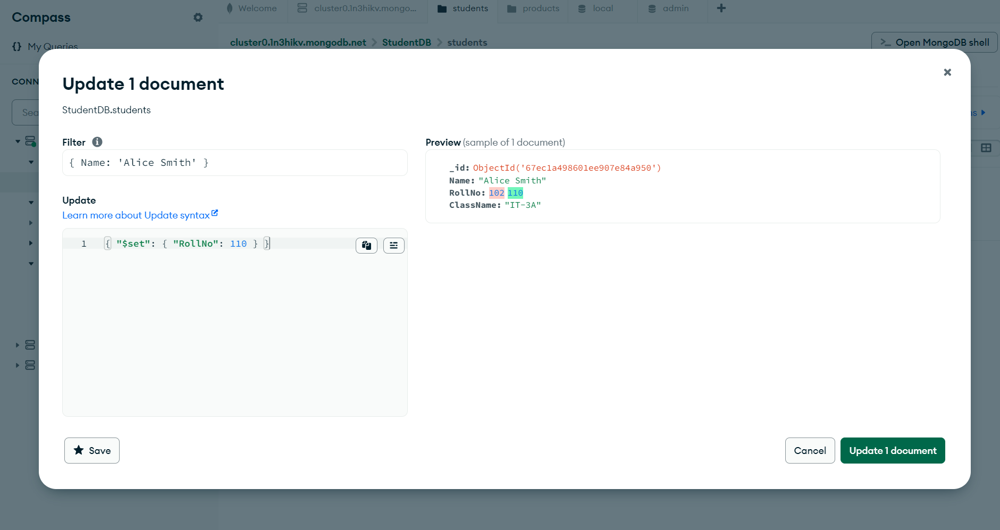 Compass
Welcome
cluster0.1n3hikv.mongo...
students
products
local
admin
{} My Queries
cluster0.1n3hikv.mongodb.net > StudentDB > students
>_ Open MongoDB shell
CONN
Sea
Update 1 document
StudentDB.students
Filter
{ Name: 'Alice Smith' }
Update
Learn more about Update syntax
1 { "$set": { "RollNo": 110 } }
Save
Preview (sample of 1 document)
_id: ObjectId('67ec1a498601ee907e84a950')
Name: "Alice Smith"
RollNo: 102 110
ClassName: "IT-3A"
Cancel
Update 1 document